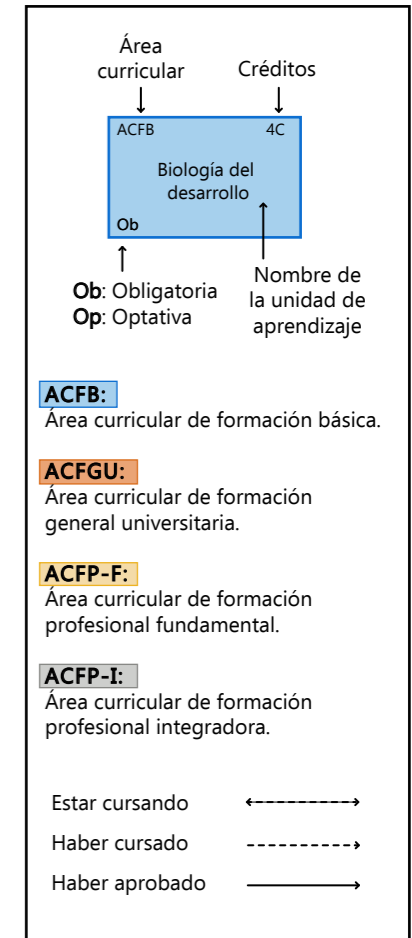 Área
curricular
Créditos
ACFB
4C
Biología del
desarrollo
Ob
Ob: Obligatoria
Op: Optativa
Nombre de
la unidad de
aprendizaje
ACFB:
Área curricular de formación básica.
ACFGU:
Área curricular de formación
general universitaria.
ACFP-F:
Área curricular de formación
profesional fundamental.
ACFP-I:
Área curricular de formación
profesional integradora.
Estar cursando
Haber cursado
Haber aprobado